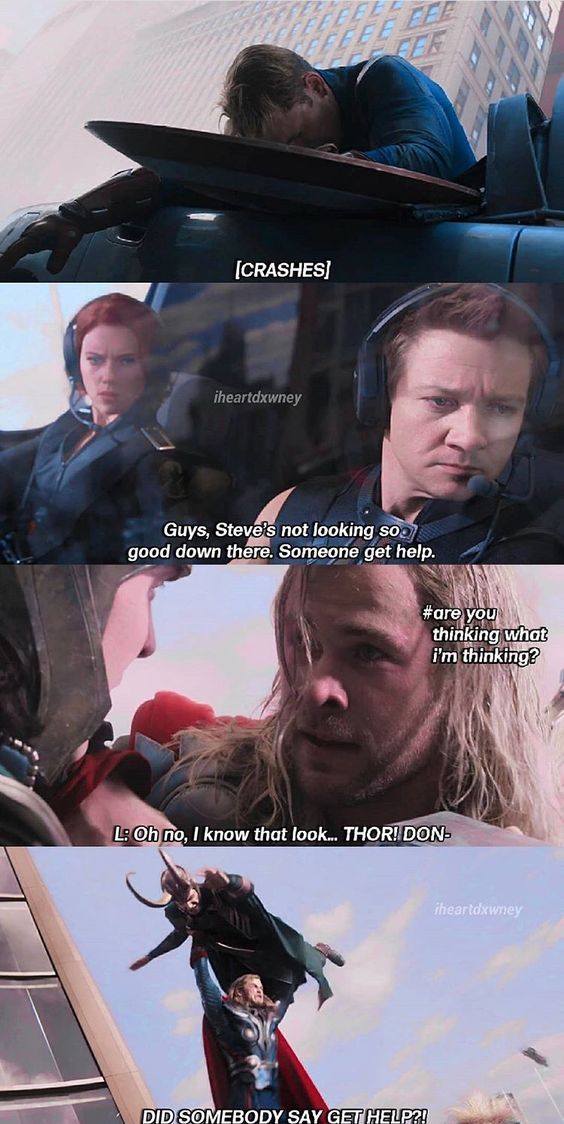 [CRASHES]
iheartdxwney
Guys, Steve's not looking so
good down there. Someone get help.
#are you
thinking what
i'm thinking?
L: Oh no, I know that look... THOR! DON-
iheartdxwney
DID SOMEBODY SAY GET HELP?!